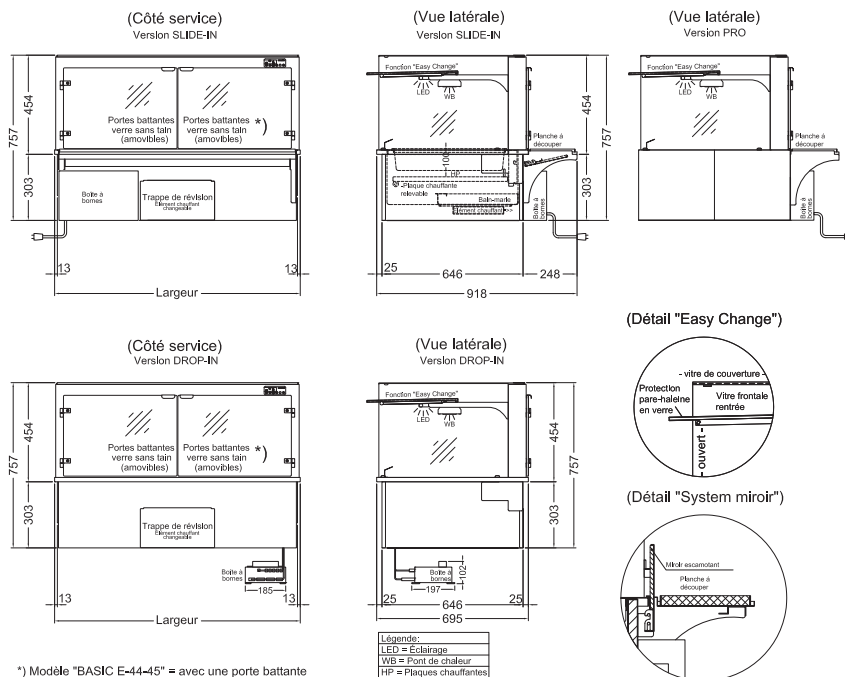 (Côté service)
Version SLIDE-IN
454
757
303
Portes battantes
verre sans tain
(amovibles)
Portes battantes
verre sans tain
(amovibles)
*)
Boîte à
bornes
Trappe de révision
Elément chauffant
changeable
13
13
Largeur
(Vue latérale)
Version SLIDE-IN
Fonction "Easy Change"
LED
WB
454
303
Planche à
découper
100
HP
Plaque chauffante
relevable
Bain-marie
Elément chauffant >>
Boîte à
bornes
25
646
248
918
(Vue latérale)
Version PRO
757
Fonction "Easy Change"
LED
WB
Planche à
découper
Boîte à
bornes
(Côté service)
Version DROP-IN
454
757
303
Portes battantes
verre sans tain
(amovibles)
Portes battantes
verre sans tain
(amovibles)
*)
Trappe de révision
Elément chauffant
changeable
Boîte à
bornes
185
13
13
Largeur
(Vue latérale)
Version DROP-IN
Fonction "Easy Change"
LED
WB
454
757
303
Boîte à
bornes
102
197
25
25
646
695
(Détail "Easy Change")
- vitre de couverture -
Protection
pare-haleine
en verre
Vitre frontale
rentrée
- ouvert -
(Détail "System miroir")
Miroir escamotant
Planche à
découper
Légende:
LED = Éclairage
WB = Pont de chaleur
HP = Plaques chauffantes
*) Modèle "BASIC E-44-45" = avec une porte battante